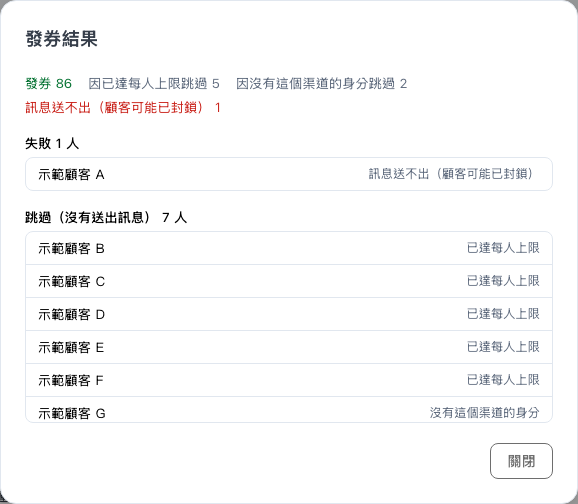 發券結果
發券 86 因已達每人上限跳過 5 因沒有這個渠道的身分跳過 2
訊息送不出（顧客可能已封鎖） 1
失敗 1 人
示範顧客 A 訊息送不出（顧客可能已封鎖）
跳過（沒有送出訊息） 7 人
示範顧客 B 已達每人上限
示範顧客 C 已達每人上限
示範顧客 D 已達每人上限
示範顧客 E 已達每人上限
示範顧客 F 已達每人上限
示範顧客 G 沒有這個渠道的身分
關閉